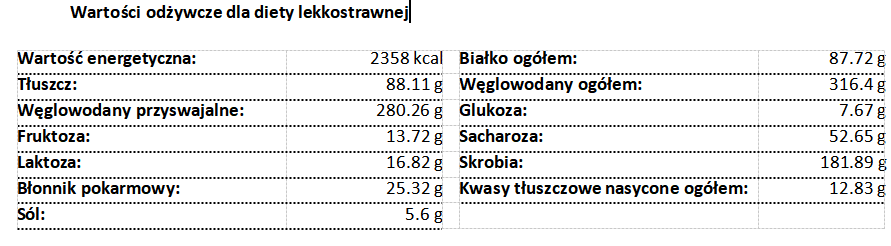 Wartości odżywcze dla diety lekkostrawnej
Wartość energetyczna: 2358 kcal Białko ogółem: 87.72 g
Tłuszcz: 88.11 g Węglowodany ogółem: 316.4 g
Węglowodany przyswajalne: 280.26 g Glukoza: 7.67 g
Fruktoza: 13.72 g Sacharoza: 52.65 g
Laktoza: 16.82 g Skrobia: 181.89 g
Błonnik pokarmowy: 25.32 g Kwasy tłuszczowe nasycone ogółem: 12.83 g
Sól: 5.6 g